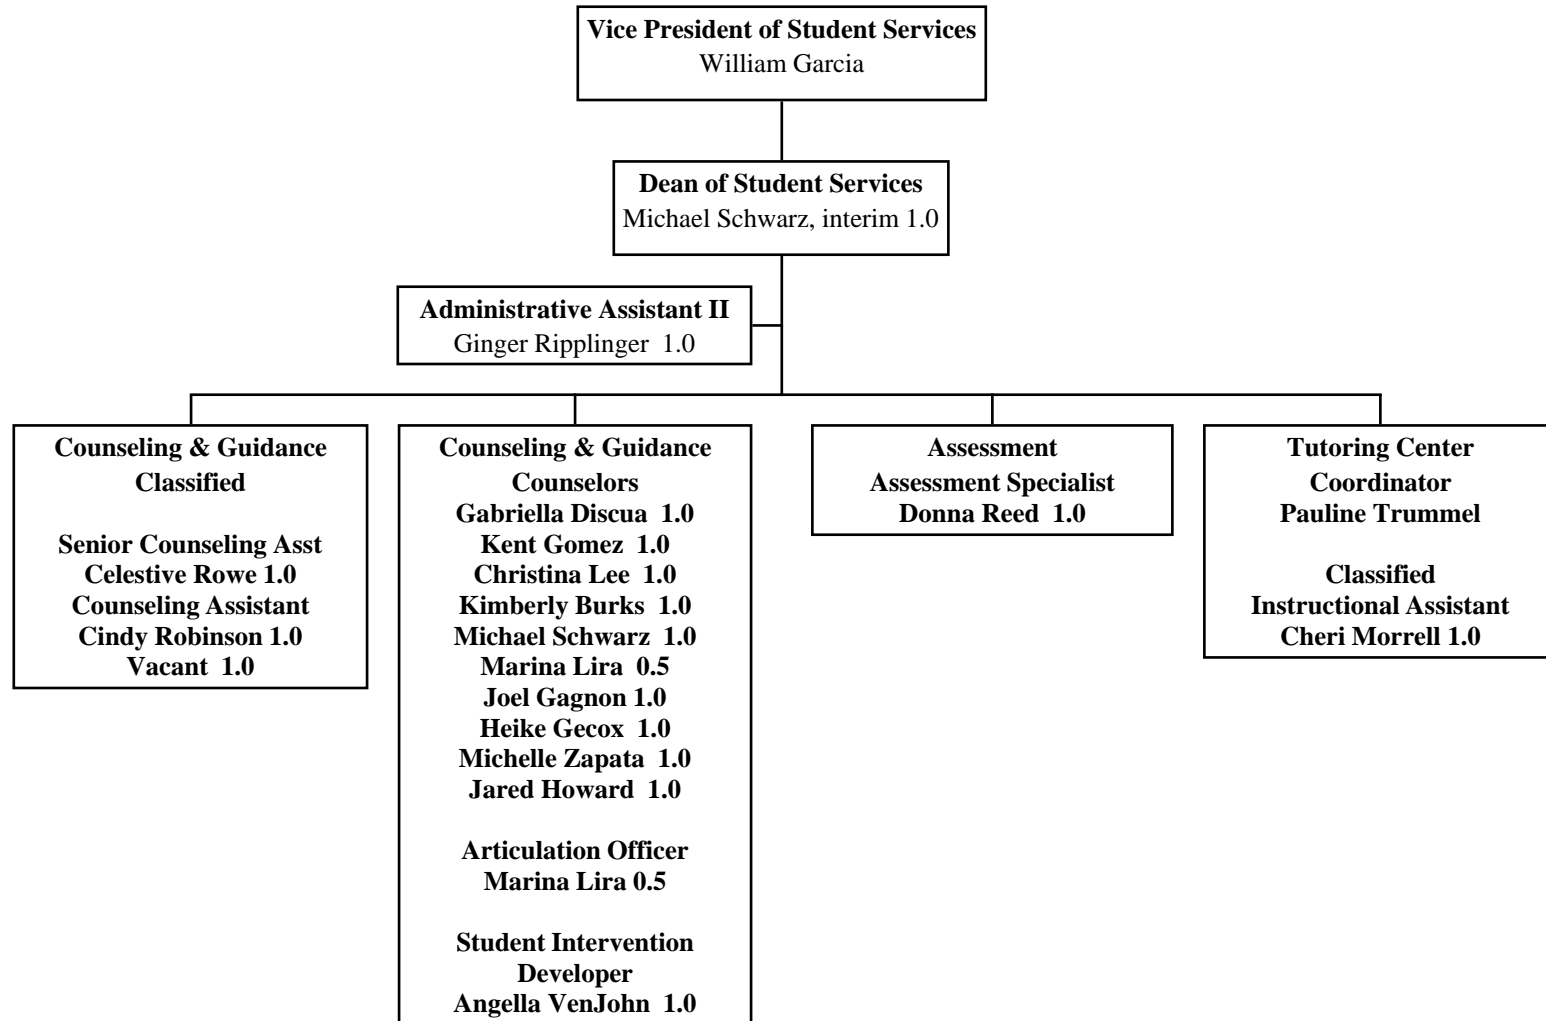 Vice President of Student Services
William Garcia
Dean of Student Services
Michael Schwarz, interim 1.0
Administrative Assistant II
Ginger Ripplinger 1.0
Counseling & Guidance
Classified
Senior Counseling Asst
Celestive Rowe 1.0
Counseling Assistant
Cindy Robinson 1.0
Vacant 1.0
Counseling & Guidance
Counselors
Gabriella Discua 1.0
Kent Gomez 1.0
Christina Lee 1.0
Kimberly Burks 1.0
Michael Schwarz 1.0
Marina Lira 0.5
Joel Gagnon 1.0
Heike Gecox 1.0
Michelle Zapata 1.0
Jared Howard 1.0
Articulation Officer
Marina Lira 0.5
Student Intervention
Developer
Angella VenJohn 1.0
Assessment
Assessment Specialist
Donna Reed 1.0
Tutoring Center
Coordinator
Pauline Trummel
Classified
Instructional Assistant
Cheri Morrell 1.0